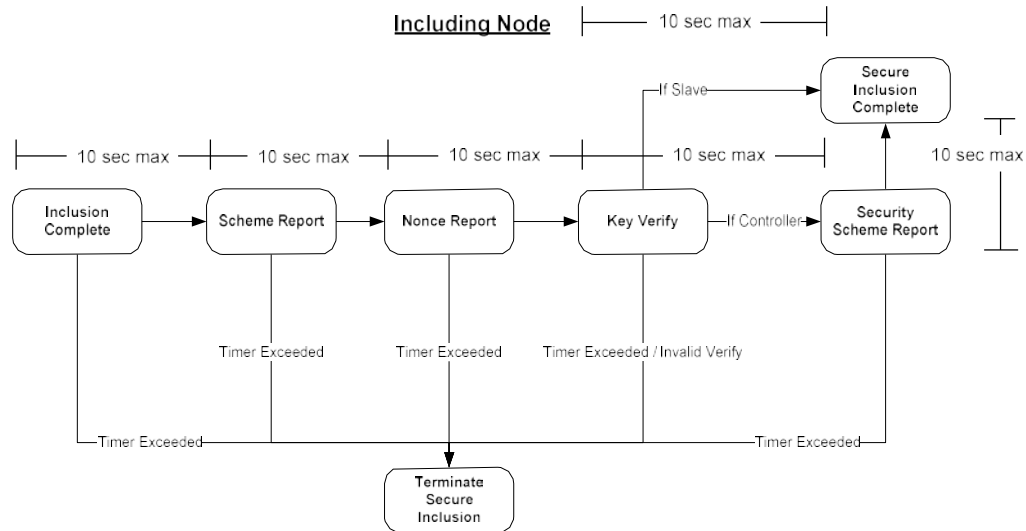 Including Node
10 sec max
Secure
Inclusion
Complete
If Slave
10 sec max
10 sec max
10 sec max
10 sec max
10 sec max
Inclusion
Complete
Scheme Report
Nonce Report
Key Verify
If Controller
Security
Scheme Report
Timer Exceeded
Timer Exceeded
Timer Exceeded / Invalid Verify
Timer Exceeded
Timer Exceeded
Terminate
Secure
Inclusion